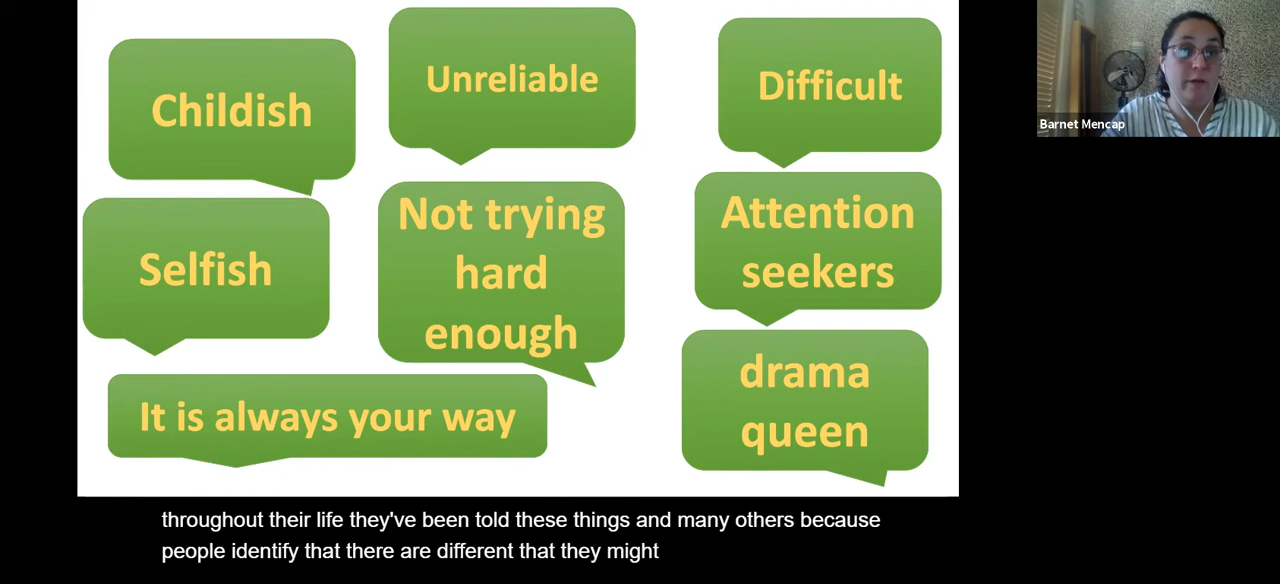 Childish
Unreliable
Difficult
Selfish
Not trying
hard
enough
Attention
seekers
It is always your way
drama
queen
Barnet Mencap
throughout their life they've been told these things and many others because
people identify that there are different that they might